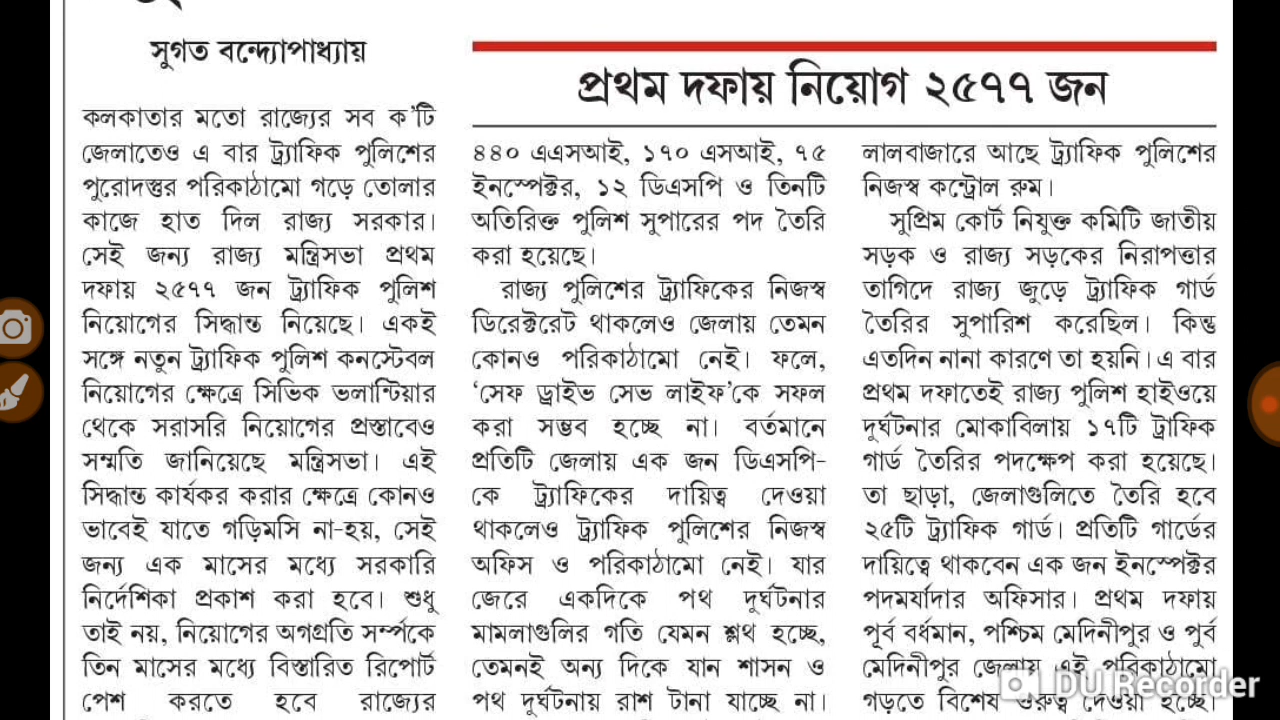 সুগত বন্দ্যোপাধ্যায়
কলকাতার মতো রাজ্যের সব ক'টি
জেলাতেও এ বার ট্র্যাফিক পুলিশের
পুরোদস্তুর পরিকাঠামো গড়ে তোলার
কাজে হাত দিল রাজ্য সরকার।
সেই জন্য রাজ্য মন্ত্রিসভা প্রথম
দফায় ২৫৭৭ জন ট্র্যাফিক পুলিশ
নিয়োগের সিদ্ধান্ত নিয়েছে। একই
সঙ্গে নতুন ট্র্যাফিক পুলিশ কনস্টেবল
নিয়োগের ক্ষেত্রে সিভিক ভলান্টিয়ার
থেকে সরাসরি নিয়োগের প্রস্তাবেও
সম্মতি জানিয়েছে মন্ত্রিসভা। এই
সিদ্ধান্ত কার্যকর করার ক্ষেত্রে কোনও
ভাবেই যাতে গড়িমসি না-হয়, সেই
জন্য এক মাসের মধ্যে সরকারি
নির্দেশিকা প্রকাশ করা হবে। শুধু
তাই নয়, নিয়োগের অগগ্রতি সর্ম্পকে
তিন মাসের মধ্যে বিস্তারিত রিপোর্ট
পেশ করতে হবে রাজ্যের
প্রথম দফায় নিয়োগ ২৫৭৭ জন
৪৪০ এএসআই, ১৭০ এসআই, ৭৫
ইনস্পেক্টর, ১২ ডিএসপি ও তিনটি
অতিরিক্ত পুলিশ সুপারের পদ তৈরি
করা হয়েছে।
রাজ্য পুলিশের ট্র্যাফিকের নিজস্ব
ডিরেক্টরেট থাকলেও জেলায় তেমন
কোনও পরিকাঠামো নেই। ফলে,
'সেফ ড্রাইভ সেভ লাইফ'কে সফল
করা সম্ভব হচ্ছে না। বর্তমানে
প্রতিটি জেলায় এক জন ডিএসপি-
কে ট্র্যাফিকের দায়িত্ব দেওয়া
থাকলেও ট্র্যাফিক পুলিশের নিজস্ব
অফিস ও পরিকাঠামো নেই। যার
জেরে একদিকে পথ দুর্ঘটনার
মামলাগুলির গতি যেমন শ্লথ হচ্ছে,
তেমনই অন্য দিকে যান শাসন ও
পথ দুর্ঘটনায় রাশ টানা যাচ্ছে না।
লালবাজারে আছে ট্র্যাফিক পুলিশের
নিজস্ব কন্ট্রোল রুম।
সুপ্রিম কোর্ট নিযুক্ত কমিটি জাতীয়
সড়ক ও রাজ্য সড়কের নিরাপত্তার
তাগিদে রাজ্য জুড়ে ট্র্যাফিক গার্ড
তৈরির সুপারিশ করেছিল। কিন্তু
এতদিন নানা কারণে তা হয়নি। এ বার
প্রথম দফাতেই রাজ্য পুলিশ হাইওয়ে
দুর্ঘটনার মোকাবিলায় ১৭টি ট্রাফিক
গার্ড তৈরির পদক্ষেপ করা হয়েছে।
তা ছাড়া, জেলাগুলিতে তৈরি হবে
২৫টি ট্র্যাফিক গার্ড। প্রতিটি গার্ডের
দায়িত্বে থাকবেন এক জন ইনস্পেক্টর
পদমর্যাদার অফিসার। প্রথম দফায়
পূর্ব বর্ধমান, পশ্চিম মেদিনীপুর ও পূর্ব
মেদিনীপুর জেলায় এই পরিকাঠামো
গড়তে বিশেষ গুরুত্ব দেওয়া হচ্ছে।
DU Recorder